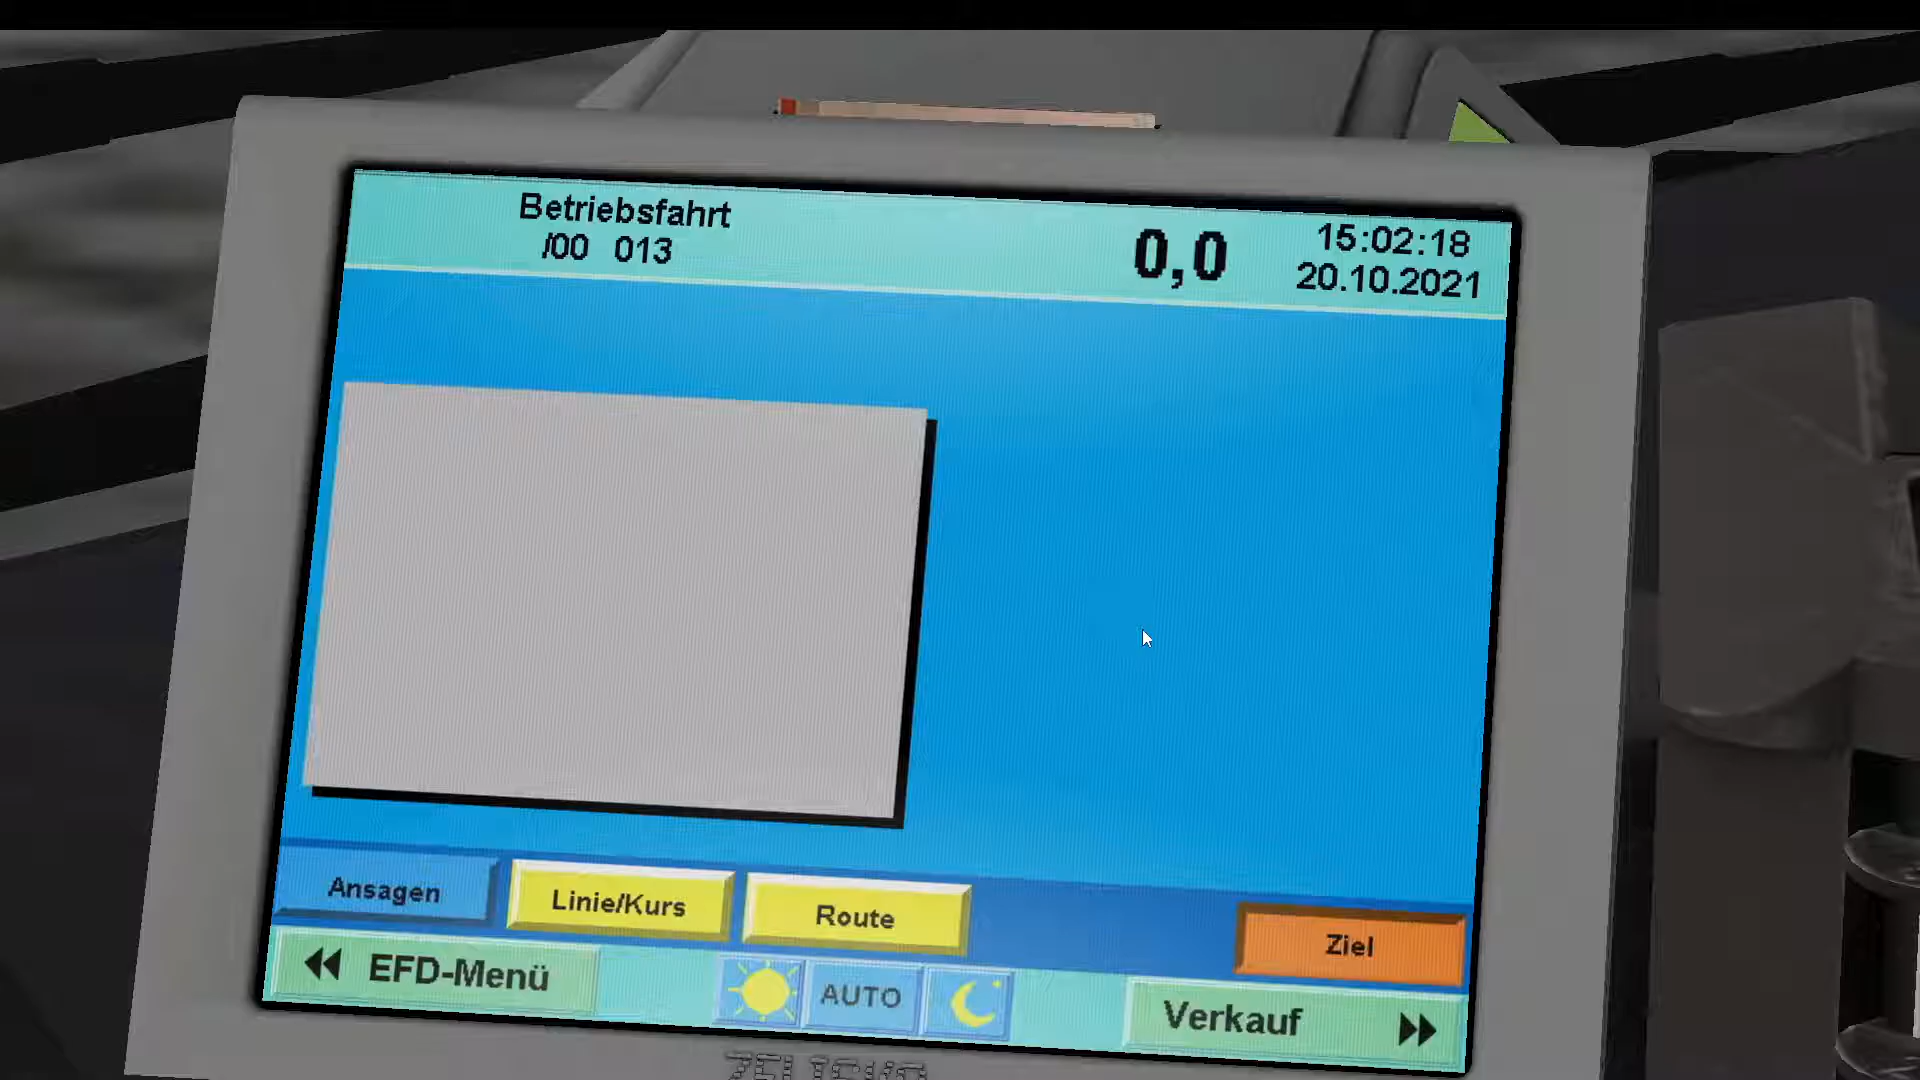 Betriebsfahrt
/00 013
0,0
15:02:18
20.10.2021
Ansagen
Linie/Kurs
Route
Ziel
EFD-Menü
AUTO
Verkauf